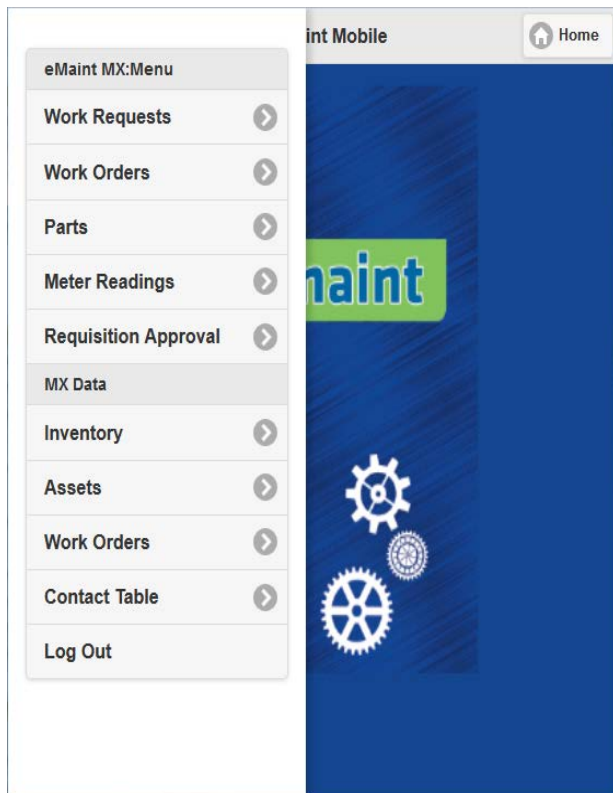 int Mobile
Home
eMaint MX:Menu
Work Requests
Work Orders
Parts
Meter Readings
Requisition Approval
MX Data
Inventory
Assets
Work Orders
Contact Table
Log Out
maint